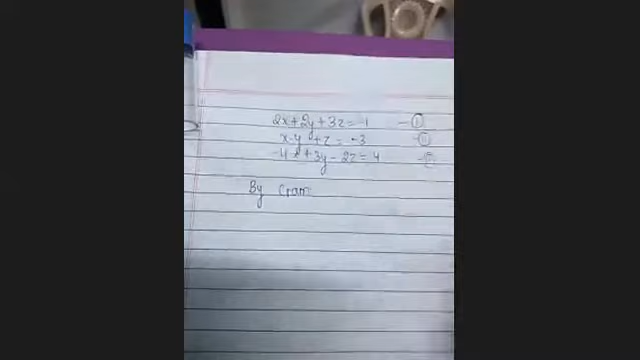 2x+2y+3z=-1 -①
x-y+z=-3 -②
-4x+3y-2z=4 -③
By Cram